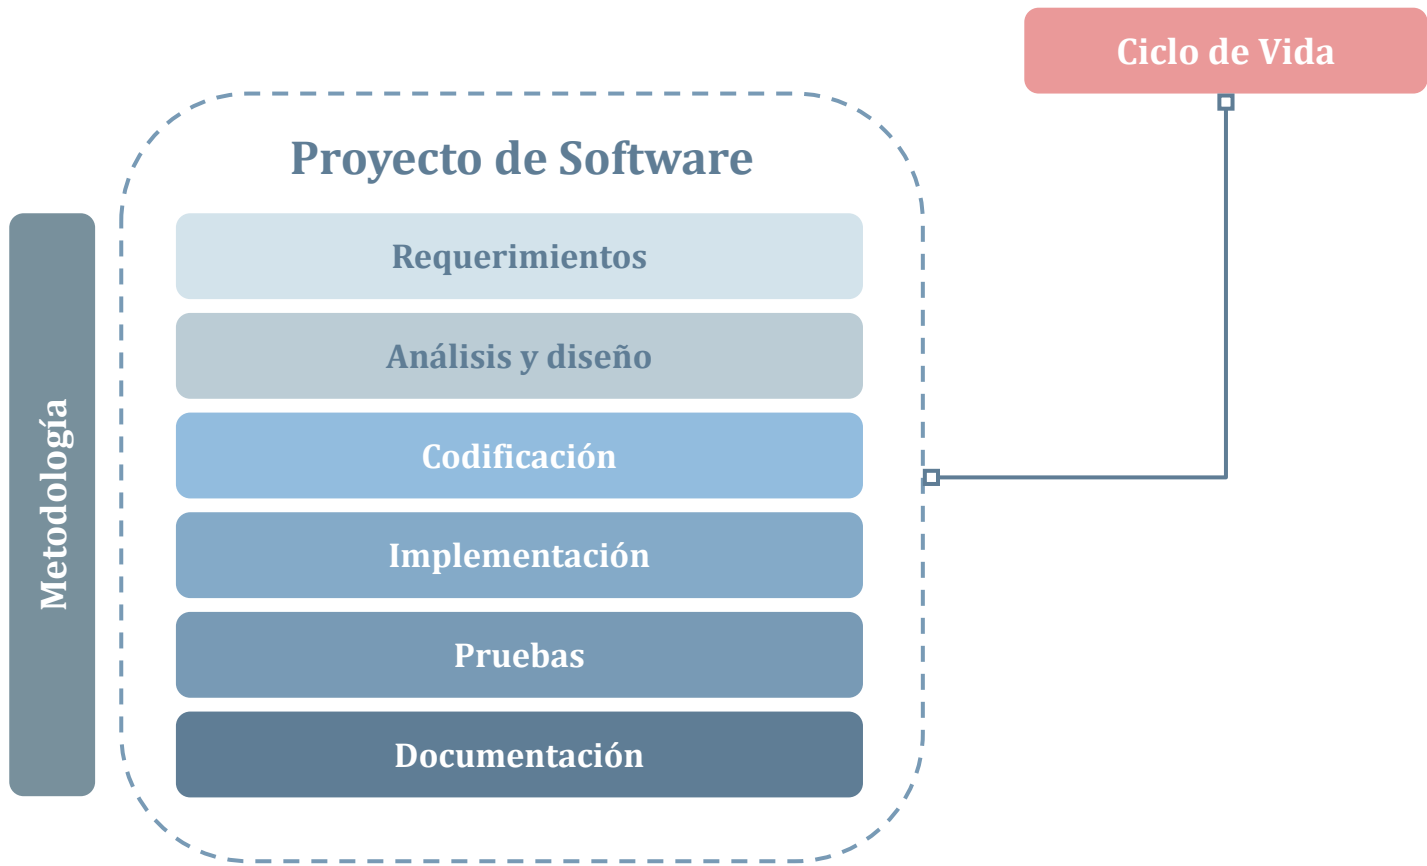 Ciclo de Vida
Proyecto de Software
Metodología
Requerimientos
Análisis y diseño
Codificación
Implementación
Pruebas
Documentación